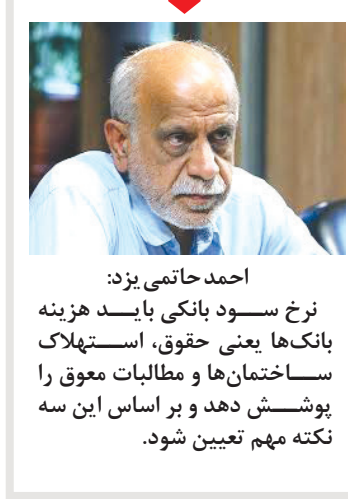 احمد حاتمی یزد:
نرخ سود بانکی باید هزینه
بانک‌ها یعنی حقوق، استهلاک
ساختمان‌ها و مطالبات معوق را
پوشش دهد و بر اساس این سه
نکته مهم تعیین شود.